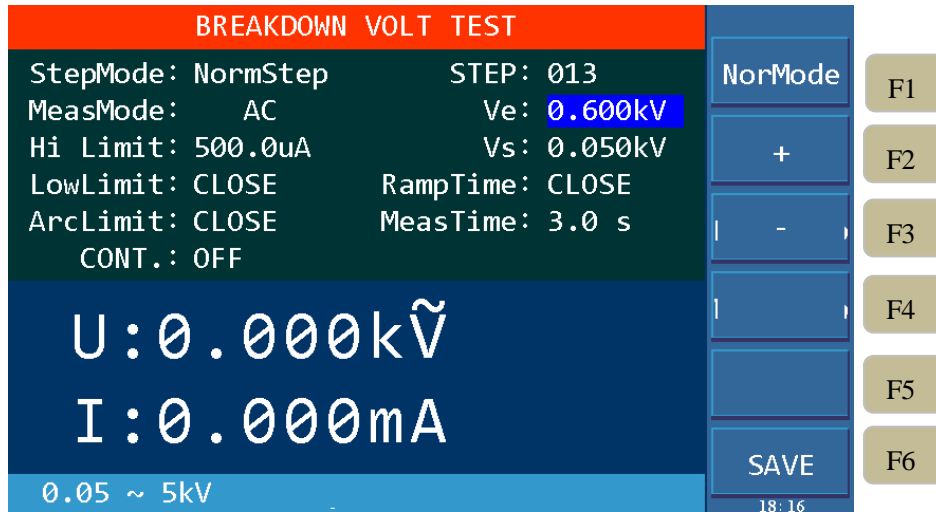 BREAKDOWN VOLT TEST
StepMode: NormStep STEP: 013
MeasMode: AC Ve: 0.600kV
Hi Limit: 500.0uA Vs: 0.050kV
LowLimit: CLOSE RampTime: CLOSE
ArcLimit: CLOSE MeasTime: 3.0 s
CONT.: OFF
U:0.000kṼ
I:0.000mA
0.05 ~ 5kV
NorMode
+
-
SAVE
18:16
F1
F2
F3
F4
F5
F6